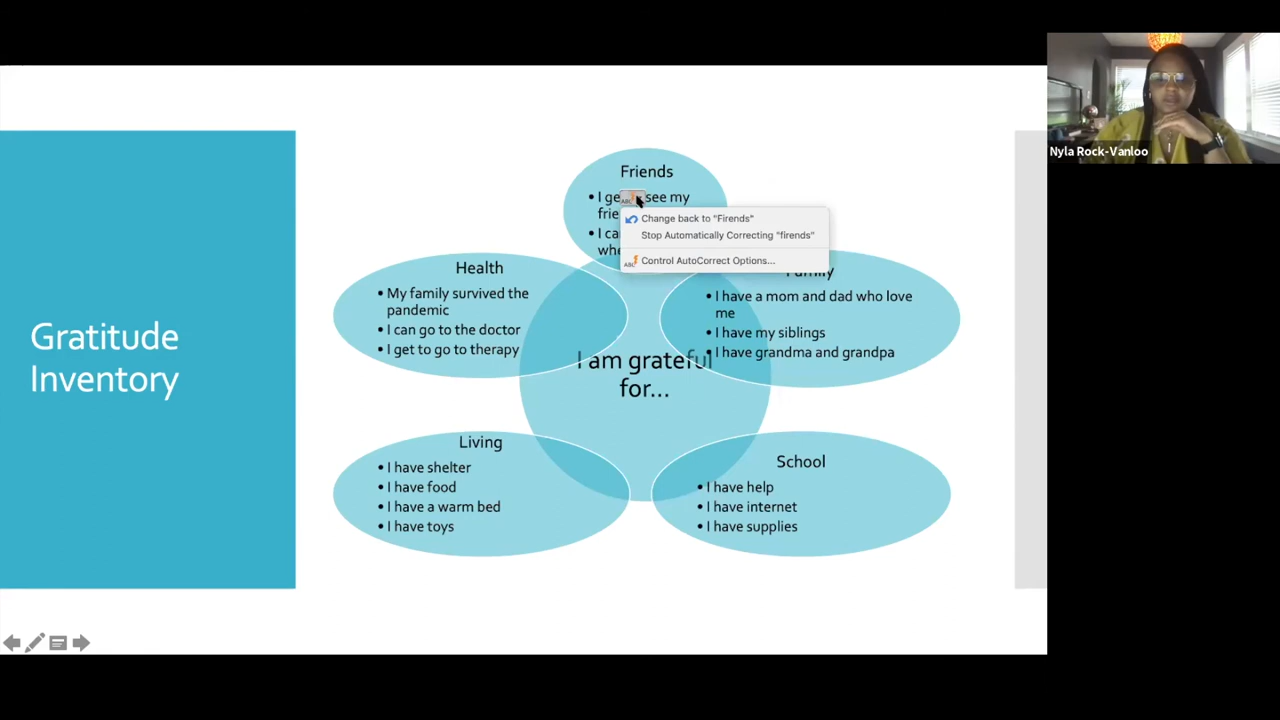 Gratitude
Inventory
Friends
• I ge see my
frie
• I ca
whe
ABC
Change back to "Firends"
Stop Automatically Correcting "firends"
ABC Control AutoCorrect Options...
Health
• My family survived the
pandemic
• I can go to the doctor
• I get to go to therapy
Family
• I have a mom and dad who love
me
• I have my siblings
• I have grandma and grandpa
I am grateful
for...
Living
• I have shelter
• I have food
• I have a warm bed
• I have toys
School
• I have help
• I have internet
• I have supplies
Nyla Rock-Vanloo